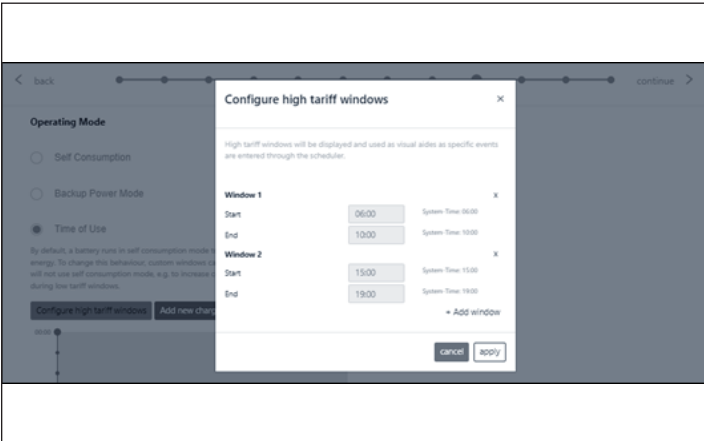 back
continue
Operating Mode
Self Consumption
Backup Power Mode
Time of Use
By default, a battery runs in self consumption mode
energy. To change this behaviour, custom windows
will not use self consumption mode, e.g. to increase
during low tariff windows.
Configure high tariff windows
Add new charg
00:00
Configure high tariff windows
×
High tariff windows will be displayed and used as visual aides as specific events
are entered through the scheduler.
Window 1 x
Start 06:00 System-Time: 06:00
End 10:00 System-Time: 10:00
Window 2 x
Start 15:00 System-Time: 15:00
End 19:00 System-Time: 19:00
+ Add window
cancel apply